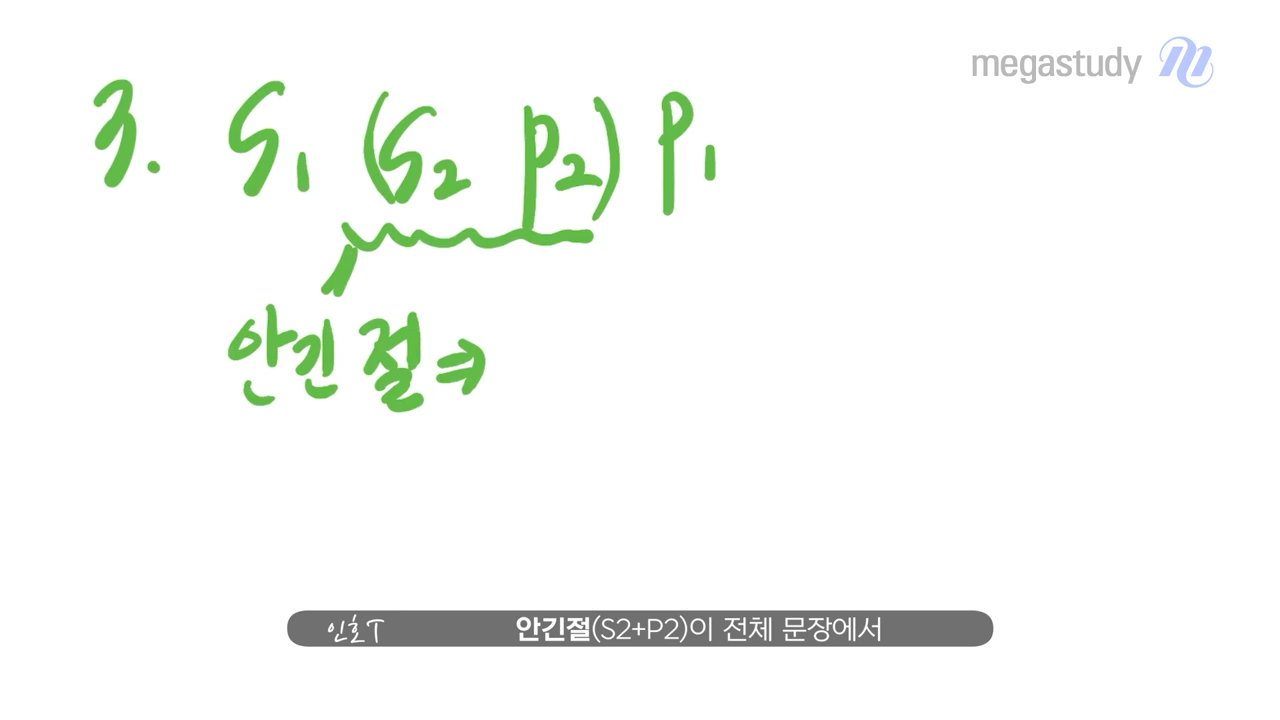 megastudy
3. S₁ (S₂ P₂) P₁
안긴절 ⇒
인호T 안긴절(S2+P2)이 전체 문장에서